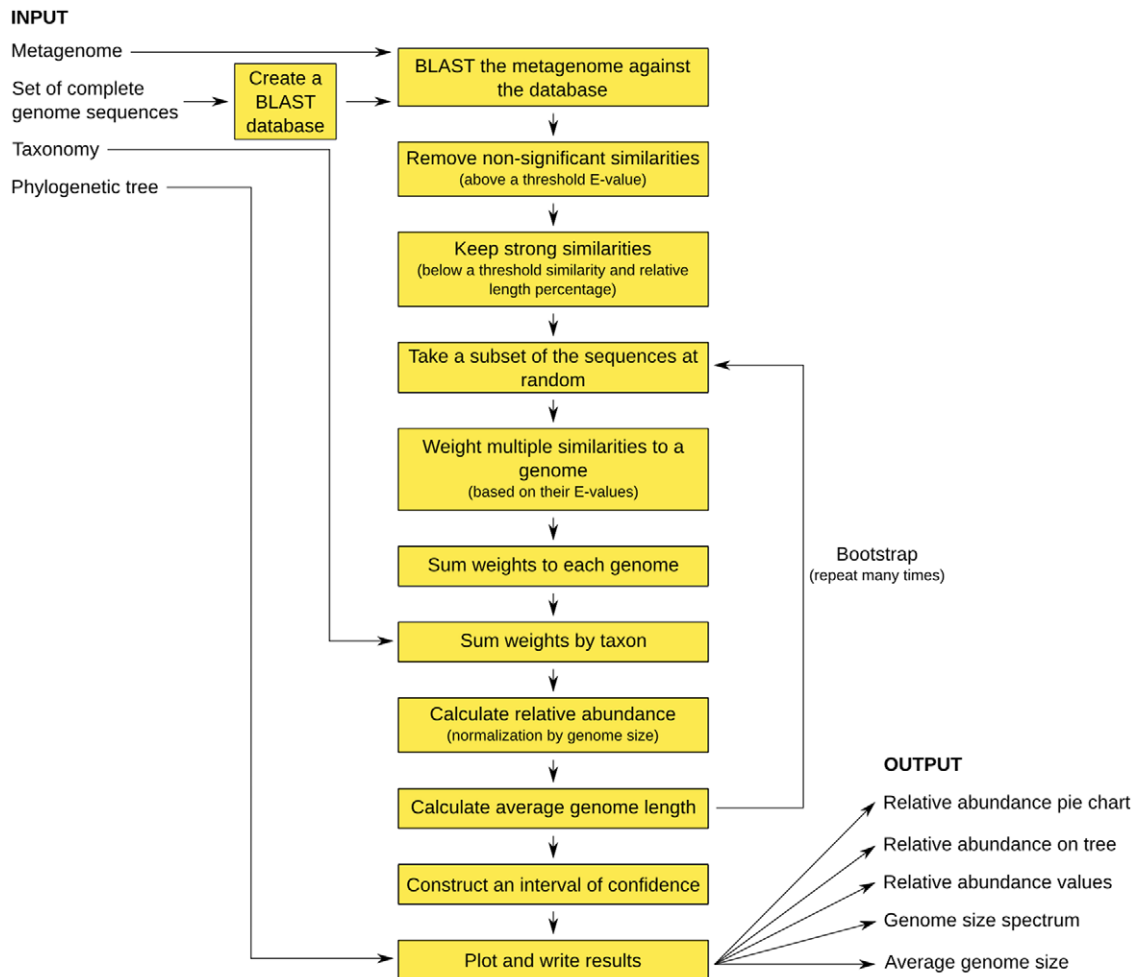 INPUT
Metagenome
Set of complete
genome sequences
Taxonomy
Phylogenetic tree
Create a
BLAST
database
BLAST the metagenome against
the database
Remove non-significant similarities
(above a threshold E-value)
Keep strong similarities
(below a threshold similarity and relative
length percentage)
Take a subset of the sequences at
random
Weight multiple similarities to a
genome
(based on their E-values)
Sum weights to each genome
Sum weights by taxon
Calculate relative abundance
(normalization by genome size)
Calculate average genome length
Construct an interval of confidence
Plot and write results
Bootstrap
(repeat many times)
OUTPUT
Relative abundance pie chart
Relative abundance on tree
Relative abundance values
Genome size spectrum
Average genome size